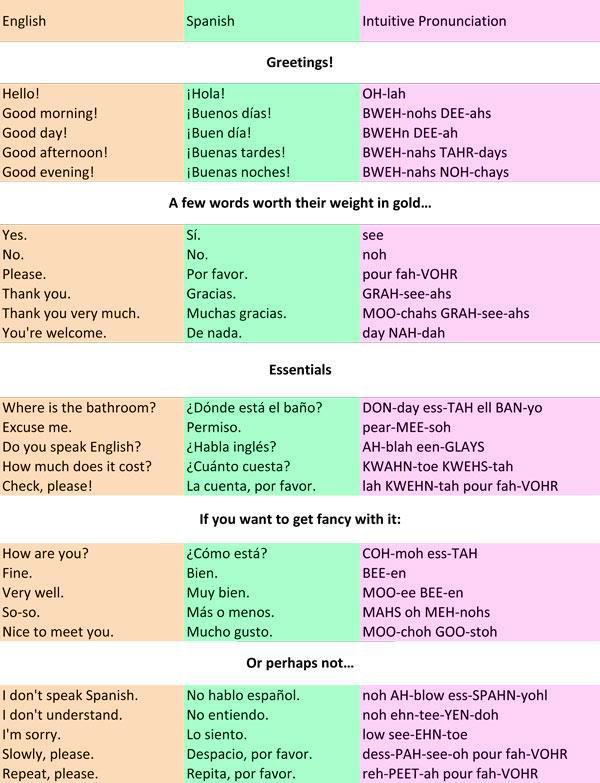 English Spanish Intuitive Pronunciation
Greetings!
Hello! ¡Hola! OH-lah
Good morning! ¡Buenos días! BWEH-nohs DEE-ahs
Good day! ¡Buen día! BWEHn DEE-ah
Good afternoon! ¡Buenas tardes! BWEH-nahs TAHR-days
Good evening! ¡Buenas noches! BWEH-nahs NOH-chays
A few words worth their weight in gold…
Yes. Sí. see
No. No. noh
Please. Por favor. pour fah-VOHR
Thank you. Gracias. GRAH-see-ahs
Thank you very much. Muchas gracias. MOO-chahs GRAH-see-ahs
You're welcome. De nada. day NAH-dah
Essentials
Where is the bathroom? ¿Dónde está el baño? DON-day ess-TAH ell BAN-yo
Excuse me. Permiso. pear-MEE-soh
Do you speak English? ¿Habla inglés? AH-blah een-GLAYS
How much does it cost? ¿Cuánto cuesta? KWAHN-toe KWEHS-tah
Check, please! La cuenta, por favor. lah KWEHN-tah pour fah-VOHR
If you want to get fancy with it:
How are you? ¿Cómo está? COH-moh ess-TAH
Fine. Bien. BEE-en
Very well. Muy bien. MOO-ee BEE-en
So-so. Más o menos. MAHS oh MEH-nohs
Nice to meet you. Mucho gusto. MOO-choh GOO-stoh
Or perhaps not…
I don't speak Spanish. No hablo español. noh AH-blow ess-SPAHN-yohl
I don't understand. No entiendo. noh ehn-tee-YEN-doh
I'm sorry. Lo siento. low see-EHN-toe
Slowly, please. Despacio, por favor. dess-PAH-see-oh pour fah-VOHR
Repeat, please. Repita, por favor. reh-PEET-ah pour fah-VOHR